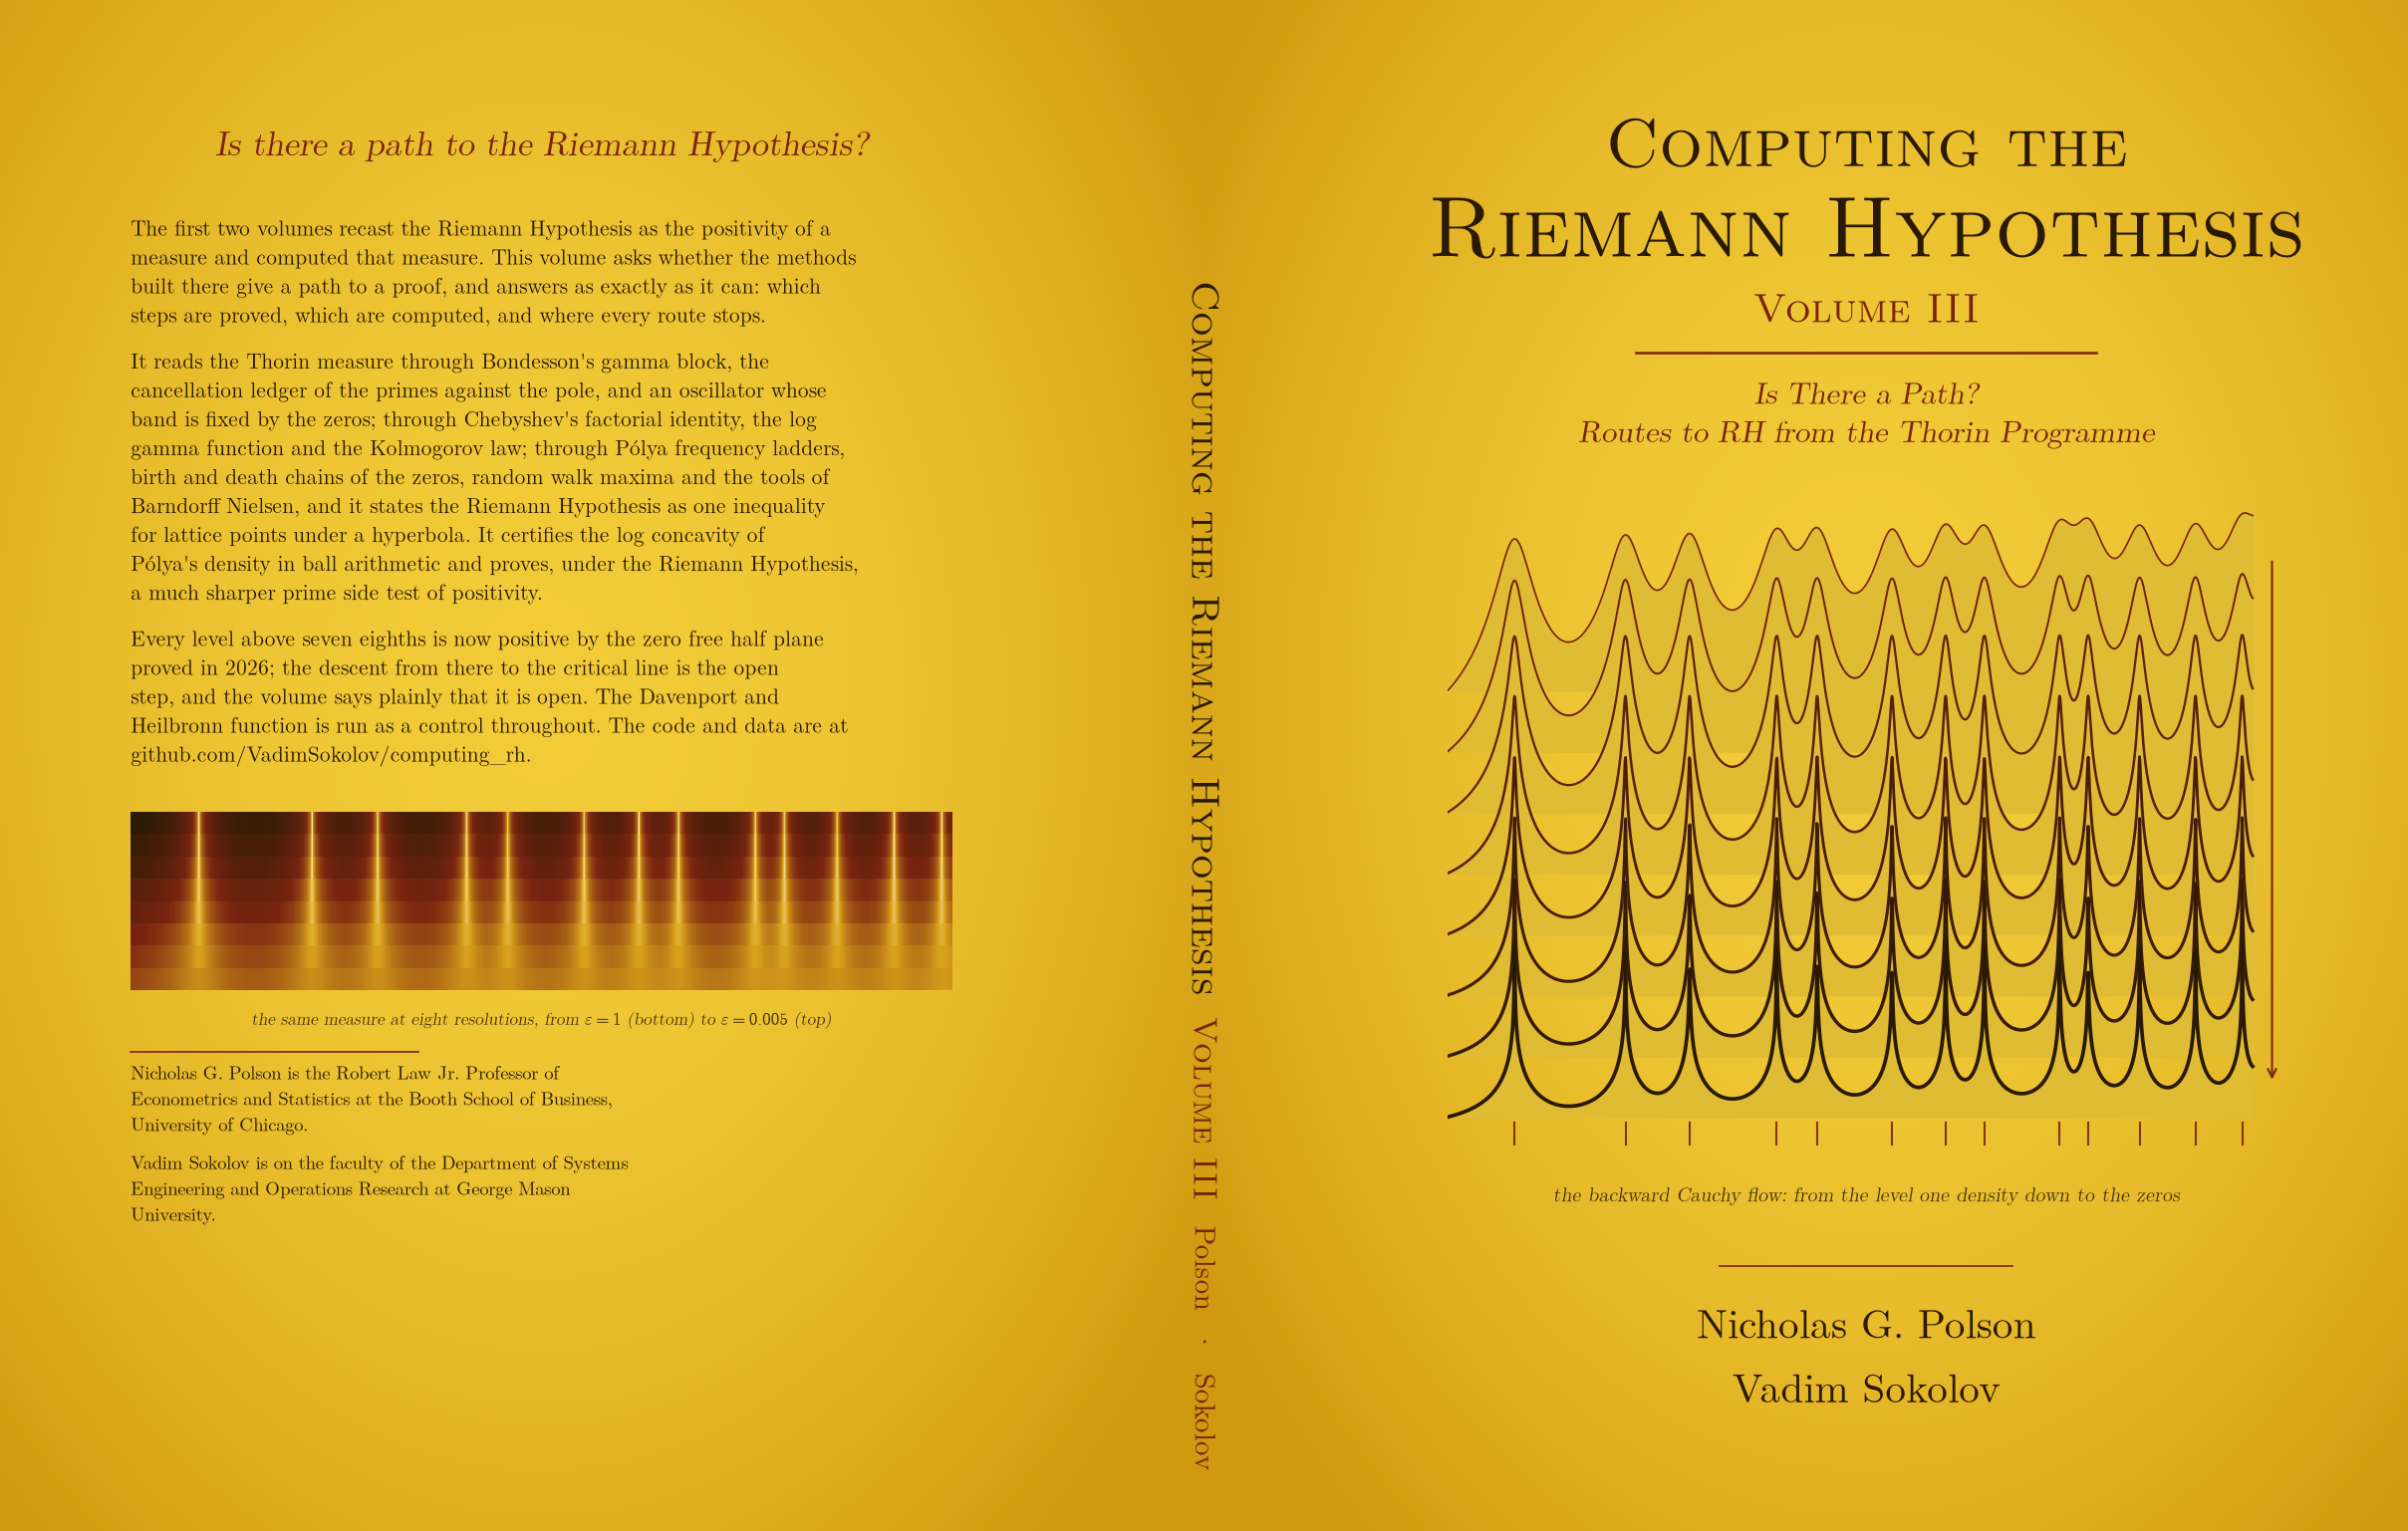 Is there a path to the Riemann Hypothesis?
The first two volumes recast the Riemann Hypothesis as the positivity of a
measure and computed that measure. This volume asks whether the methods
built there give a path to a proof, and answers as exactly as it can: which
steps are proved, which are computed, and where every route stops.
It reads the Thorin measure through Bondesson's gamma block, the
cancellation ledger of the primes against the pole, and an oscillator whose
band is fixed by the zeros; through Chebyshev's factorial identity, the log
gamma function and the Kolmogorov law; through Pólya frequency ladders,
birth and death chains of the zeros, random walk maxima and the tools of
Barndorff Nielsen, and it states the Riemann Hypothesis as one inequality
for lattice points under a hyperbola. It certifies the log concavity of
Pólya's density in ball arithmetic and proves, under the Riemann Hypothesis,
a much sharper prime side test of positivity.
Every level above seven eighths is now positive by the zero free half plane
proved in 2026; the descent from there to the critical line is the open
step, and the volume says plainly that it is open. The Davenport and
Heilbronn function is run as a control throughout. The code and data are at
github.com/VadimSokolov/computing_rh.
the same measure at eight resolutions, from ε = 1 (bottom) to ε = 0.005 (top)
Nicholas G. Polson is the Robert Law Jr. Professor of
Econometrics and Statistics at the Booth School of Business,
University of Chicago.
Vadim Sokolov is on the faculty of the Department of Systems
Engineering and Operations Research at George Mason
University.
Computing the Riemann Hypothesis Volume III Polson · Sokolov
Computing the
Riemann Hypothesis
Volume III
Is There a Path?
Routes to RH from the Thorin Programme
the backward Cauchy flow: from the level one density down to the zeros
Nicholas G. Polson
Vadim Sokolov